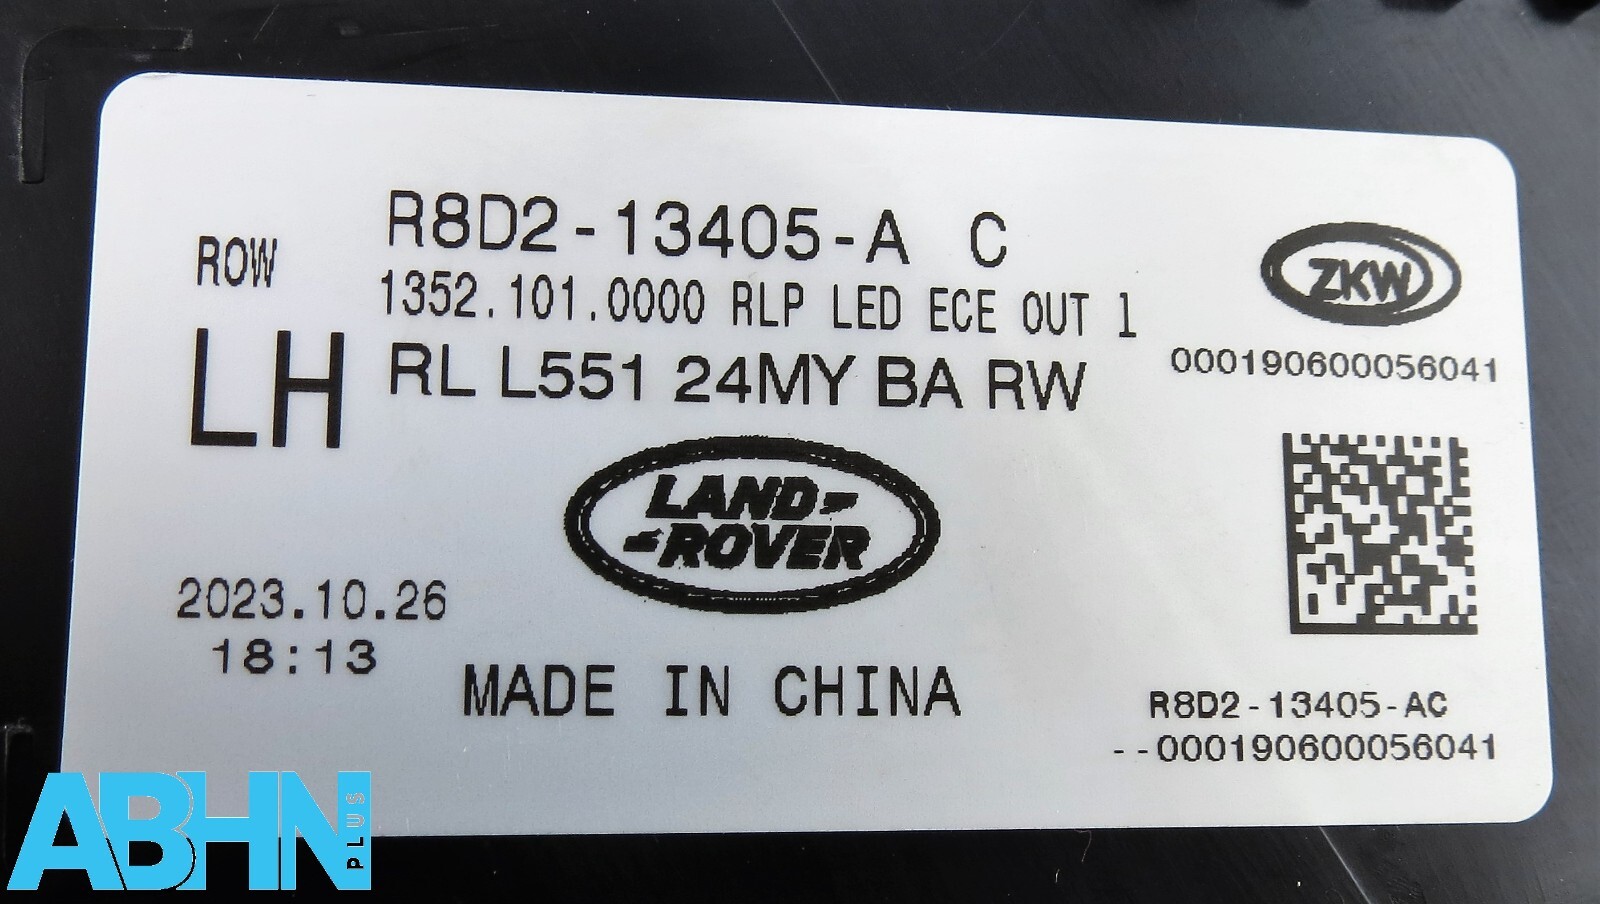 R8D2-13405-A C
ROW
1352.101.0000 RLP LED ECE OUT 1
LH
RL L551 24MY BA RW
ZKW
000190600056041
LAND-
-ROVER
2023.10.26
18:13
MADE IN CHINA
R8D2-13405-AC
--000190600056041
ABHN
PLUS